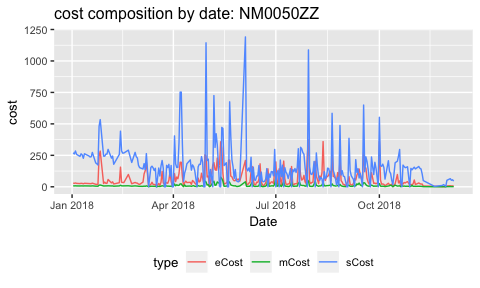 cost composition by date: NM0050ZZ
1250
1000
750
500
250
0
cost
Jan 2018
Apr 2018
Jul 2018
Oct 2018
Date
type
eCost
mCost
sCost